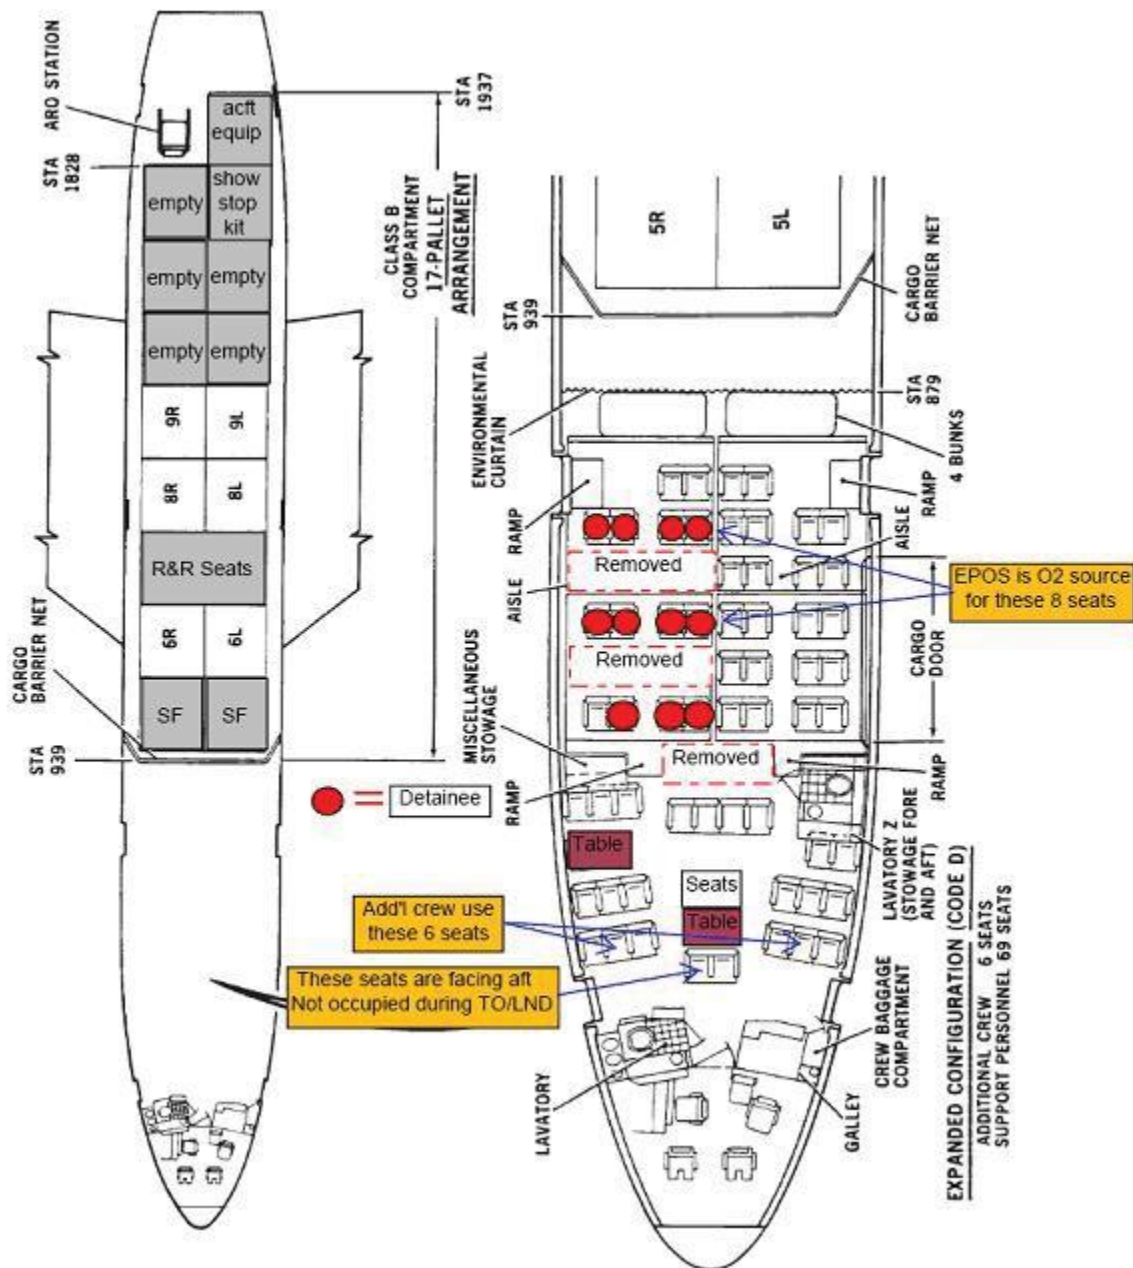 ARO STATION
STA
1828
acft
equip
STA
1937
empty
show
stop
kit
empty
empty
empty
empty
CLASS B
COMPARTMENT
17-PALLET
ARRANGEMENT
9R
9L
8R
8L
R&R Seats
6R
6L
CARGO
BARRIER NET
SF
SF
STA
939
= Detainee
5R
5L
CARGO
BARRIER NET
STA
939
STA
879
ENVIRONMENTAL
CURTAIN
4 BUNKS
RAMP
RAMP
AISLE
AISLE
Removed
EPOS is O2 source
for these 8 seats
Removed
CARGO
DOOR
MISCELLANEOUS
STOWAGE
Removed
RAMP
RAMP
Table
LAVATORY Z
(STOWAGE FORE
AND AFT)
Seats
Table
Add'l crew use
these 6 seats
These seats are facing aft
Not occupied during TO/LND
CREW BAGGAGE
COMPARTMENT
LAVATORY
GALLEY
EXPANDED CONFIGURATION (CODE D)
ADDITIONAL CREW 6 SEATS
SUPPORT PERSONNEL 69 SEATS